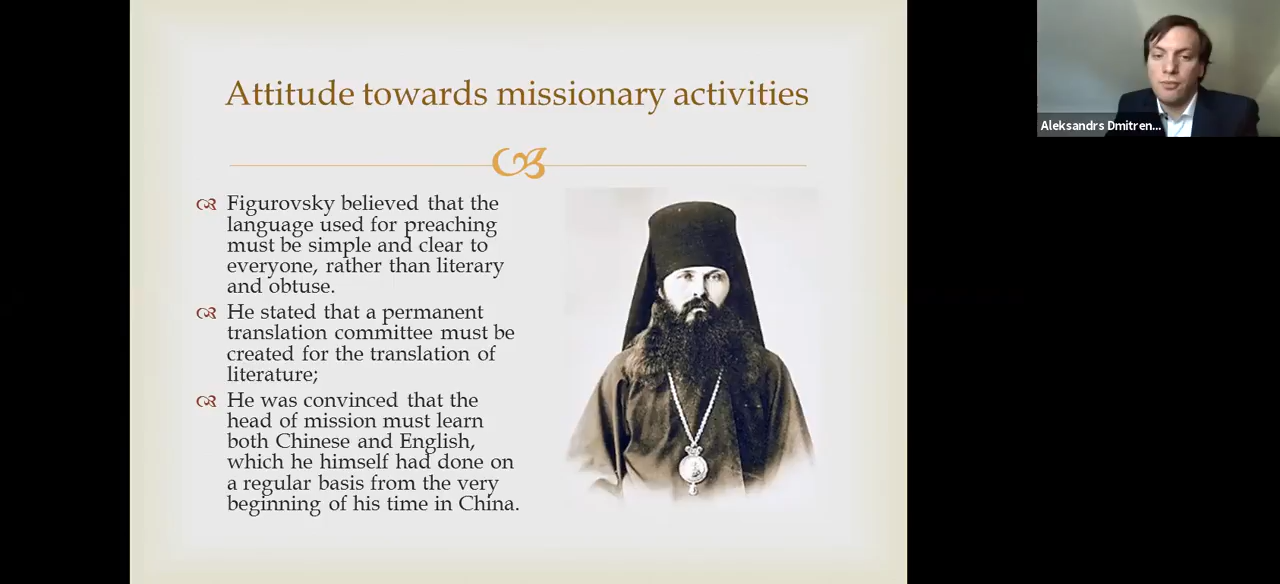 Attitude towards missionary activities
Figurovsky believed that the
language used for preaching
must be simple and clear to
everyone, rather than literary
and obtuse.
He stated that a permanent
translation committee must be
created for the translation of
literature;
He was convinced that the
head of mission must learn
both Chinese and English,
which he himself had done on
a regular basis from the very
beginning of his time in China.
Aleksandrs Dmitren...